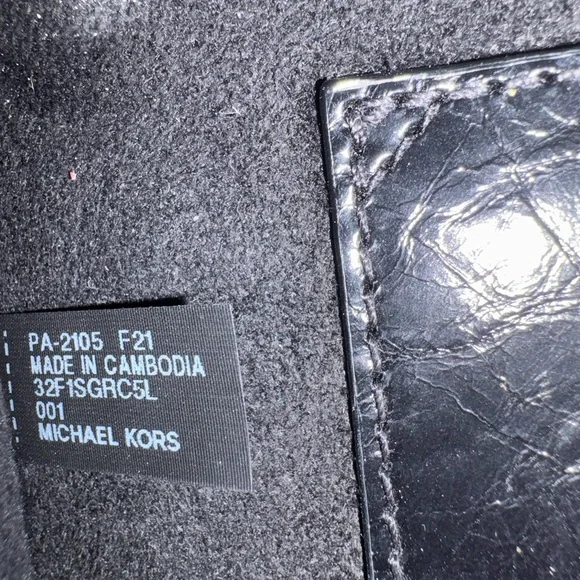 PA-2105 F21
MADE IN CAMBODIA
32F1SGRC5L
001
MICHAEL KORS